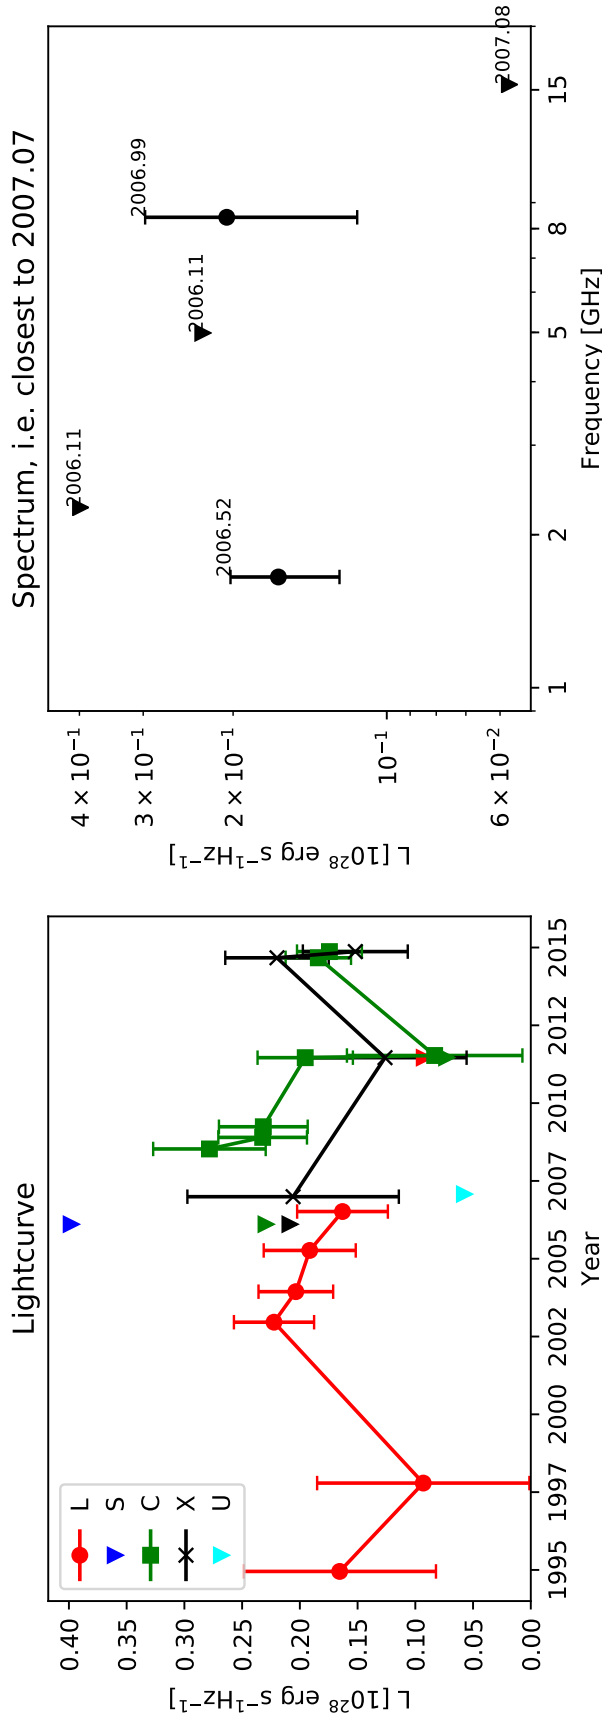 Lightcurve
L [10²⁸ erg s⁻¹Hz⁻¹]
0.40
0.35
0.30
0.25
0.20
0.15
0.10
0.05
0.00
L
S
C
X
U
1995
1997
2000
2002
2005
2007
2010
2012
2015
Year
Spectrum, i.e. closest to 2007.07
L [10²⁸ erg s⁻¹Hz⁻¹]
4 × 10⁻¹
3 × 10⁻¹
2 × 10⁻¹
10⁻¹
6 × 10⁻²
2006.52
2006.11
2006.11
2006.99
2007.08
1
2
5
8
15
Frequency [GHz]